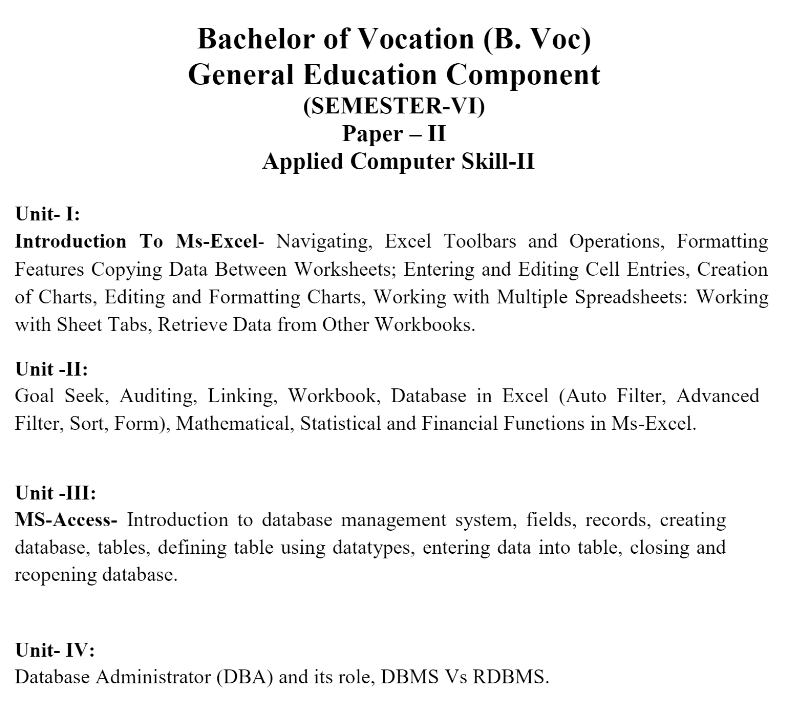 Bachelor of Vocation (B. Voc)
General Education Component
(SEMESTER-VI)
Paper – II
Applied Computer Skill-II
Unit- I:
Introduction To Ms-Excel- Navigating, Excel Toolbars and Operations, Formatting
Features Copying Data Between Worksheets; Entering and Editing Cell Entries, Creation
of Charts, Editing and Formatting Charts, Working with Multiple Spreadsheets: Working
with Sheet Tabs, Retrieve Data from Other Workbooks.
Unit -II:
Goal Seek, Auditing, Linking, Workbook, Database in Excel (Auto Filter, Advanced
Filter, Sort, Form), Mathematical, Statistical and Financial Functions in Ms-Excel.
Unit -III:
MS-Access- Introduction to database management system, fields, records, creating
database, tables, defining table using datatypes, entering data into table, closing and
reopening database.
Unit- IV:
Database Administrator (DBA) and its role, DBMS Vs RDBMS.